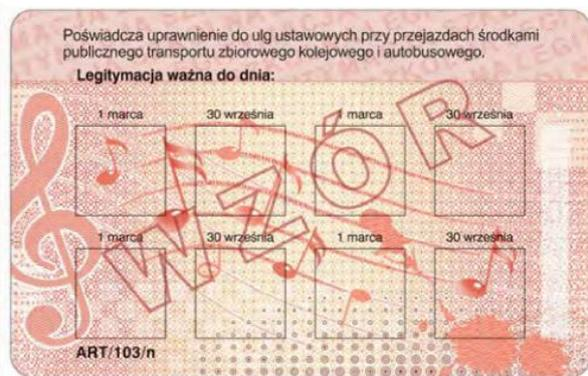 Poświadcza uprawnienie do ulg ustawowych przy przejazdach środkami
publicznego transportu zbiorowego kolejowego i autobusowego.
Legitymacja ważna do dnia:
1 marca 30 września 1 marca 30 września
WZÓR
1 marca 30 września 1 marca 30 września
ART/103/n